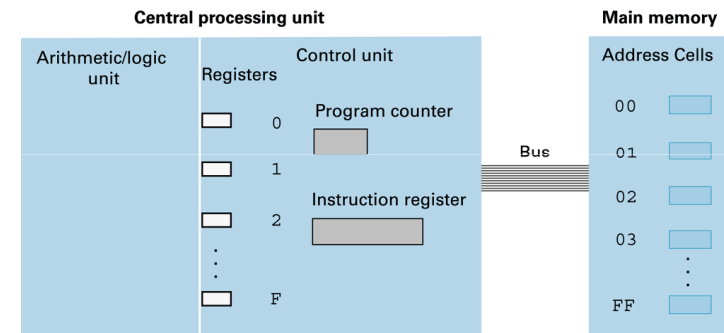 Central processing unit
Main memory
Arithmetic/logic
unit
Registers
Control unit
Program counter
Instruction register
0
1
2
F
Bus
Address Cells
00
01
02
03
FF